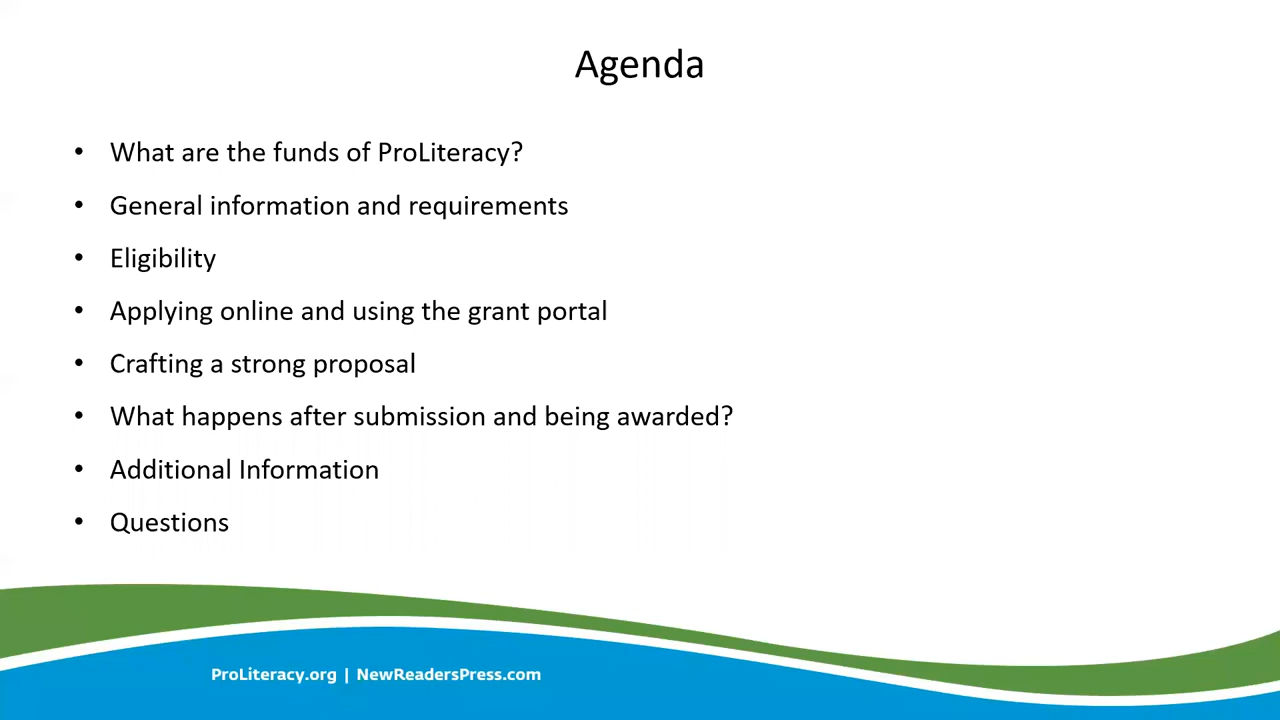 Agenda
• What are the funds of ProLiteracy?
• General information and requirements
• Eligibility
• Applying online and using the grant portal
• Crafting a strong proposal
• What happens after submission and being awarded?
• Additional Information
• Questions
ProLiteracy.org | NewReadersPress.com